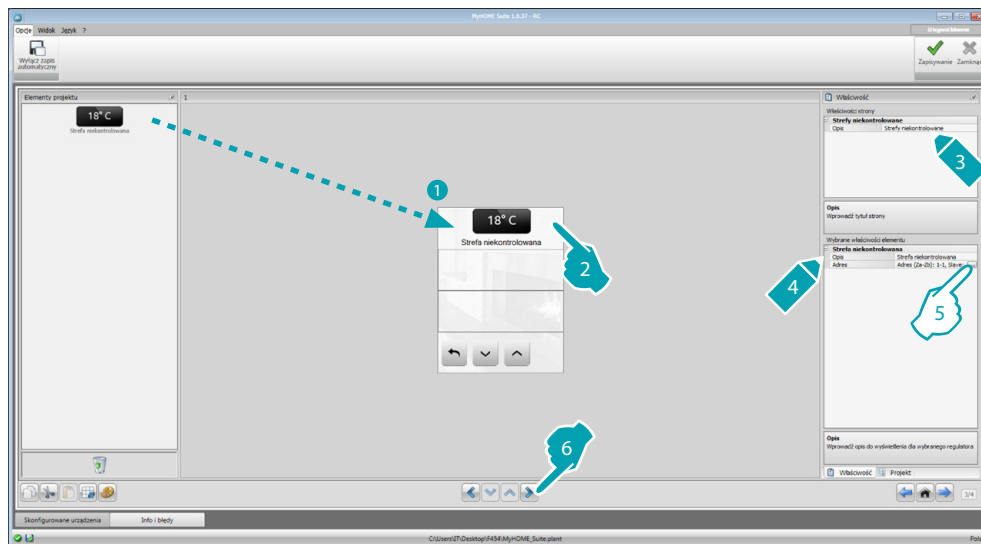 MyHOME Suite 1.0.37 - RC
Opcje Widok Język ?
Wyłącz zapis
automatyczny
Zapisywanie Zamknąć
Elementy projektu
1
Właściwość
18° C
Strefa niekontrolowana
Właściwości strony
Strefy niekontrolowane
Opis Strefy niekontrolowane
3
Opis
Wprowadź tytuł strony
1
18° C
Strefa niekontrolowana
2
Wybrane właściwości elementu
Strefa niekontrolowana
Opis Strefa niekontrolowana
Adres Adres (Za-Zb): 1-1, Slave: ...
4
5
6
Opis
Wprowadź opis do wyświetlenia dla wybranego regulatora
Właściwość Projekt
3/4
Skonfigurowane urządzenia Info i błędy
C:\Users\IT\Desktop\F454\MyHOME_Suite.plant